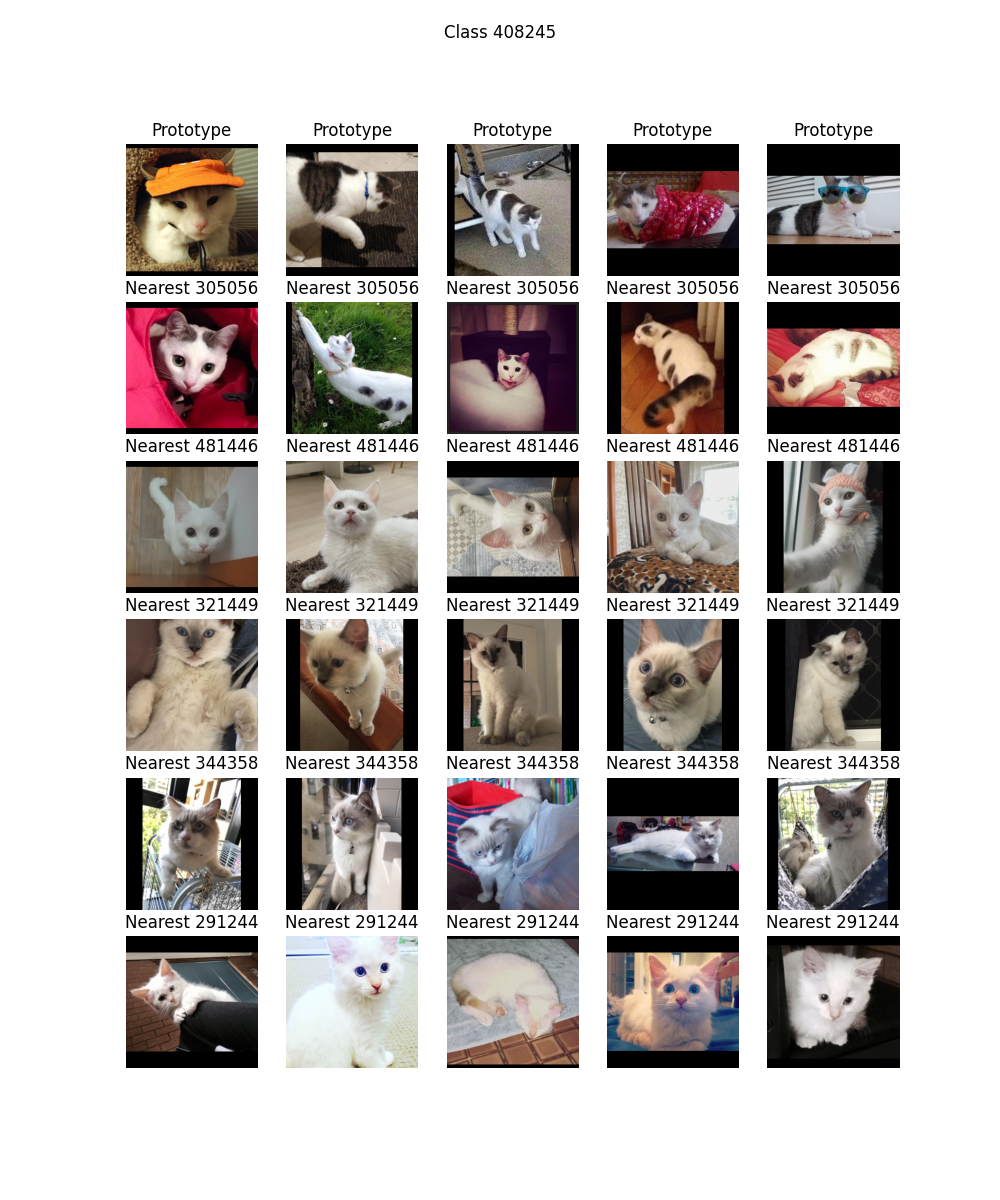 Class 408245
Prototype Prototype Prototype Prototype Prototype
Nearest 305056 Nearest 305056 Nearest 305056 Nearest 305056 Nearest 305056
Nearest 481446 Nearest 481446 Nearest 481446 Nearest 481446 Nearest 481446
Nearest 321449 Nearest 321449 Nearest 321449 Nearest 321449 Nearest 321449
Nearest 344358 Nearest 344358 Nearest 344358 Nearest 344358 Nearest 344358
Nearest 291244 Nearest 291244 Nearest 291244 Nearest 291244 Nearest 291244